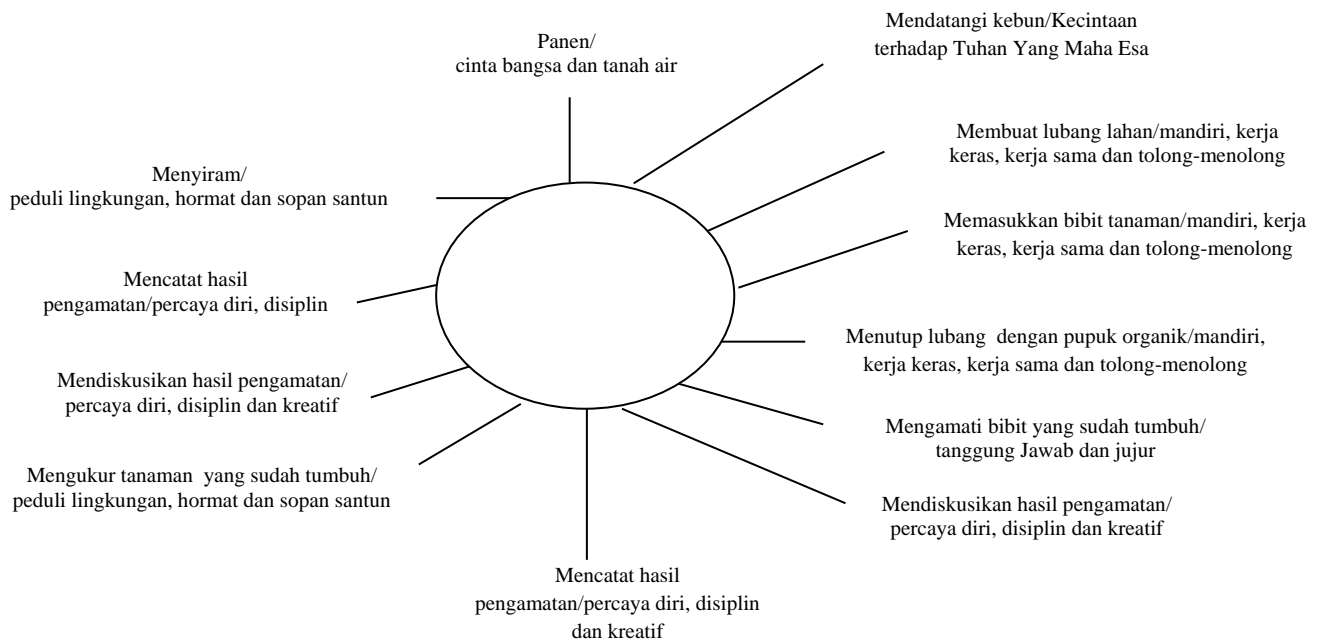 Panen/
cinta bangsa dan tanah air
Mendatangi kebun/Kecintaan
terhadap Tuhan Yang Maha Esa
Membuat lubang lahan/mandiri, kerja
keras, kerja sama dan tolong-menolong
Memasukkan bibit tanaman/mandiri, kerja
keras, kerja sama dan tolong-menolong
Menutup lubang  dengan pupuk organik/mandiri,
kerja keras, kerja sama dan tolong-menolong
Mengamati bibit yang sudah tumbuh/
tanggung Jawab dan jujur
Mendiskusikan hasil pengamatan/
percaya diri, disiplin dan kreatif
Mencatat hasil
pengamatan/percaya diri, disiplin
dan kreatif
Mengukur tanaman  yang sudah tumbuh/
peduli lingkungan, hormat dan sopan santun
Mendiskusikan hasil pengamatan/
percaya diri, disiplin dan kreatif
Mencatat hasil
pengamatan/percaya diri, disiplin
Menyiram/
peduli lingkungan, hormat dan sopan santun